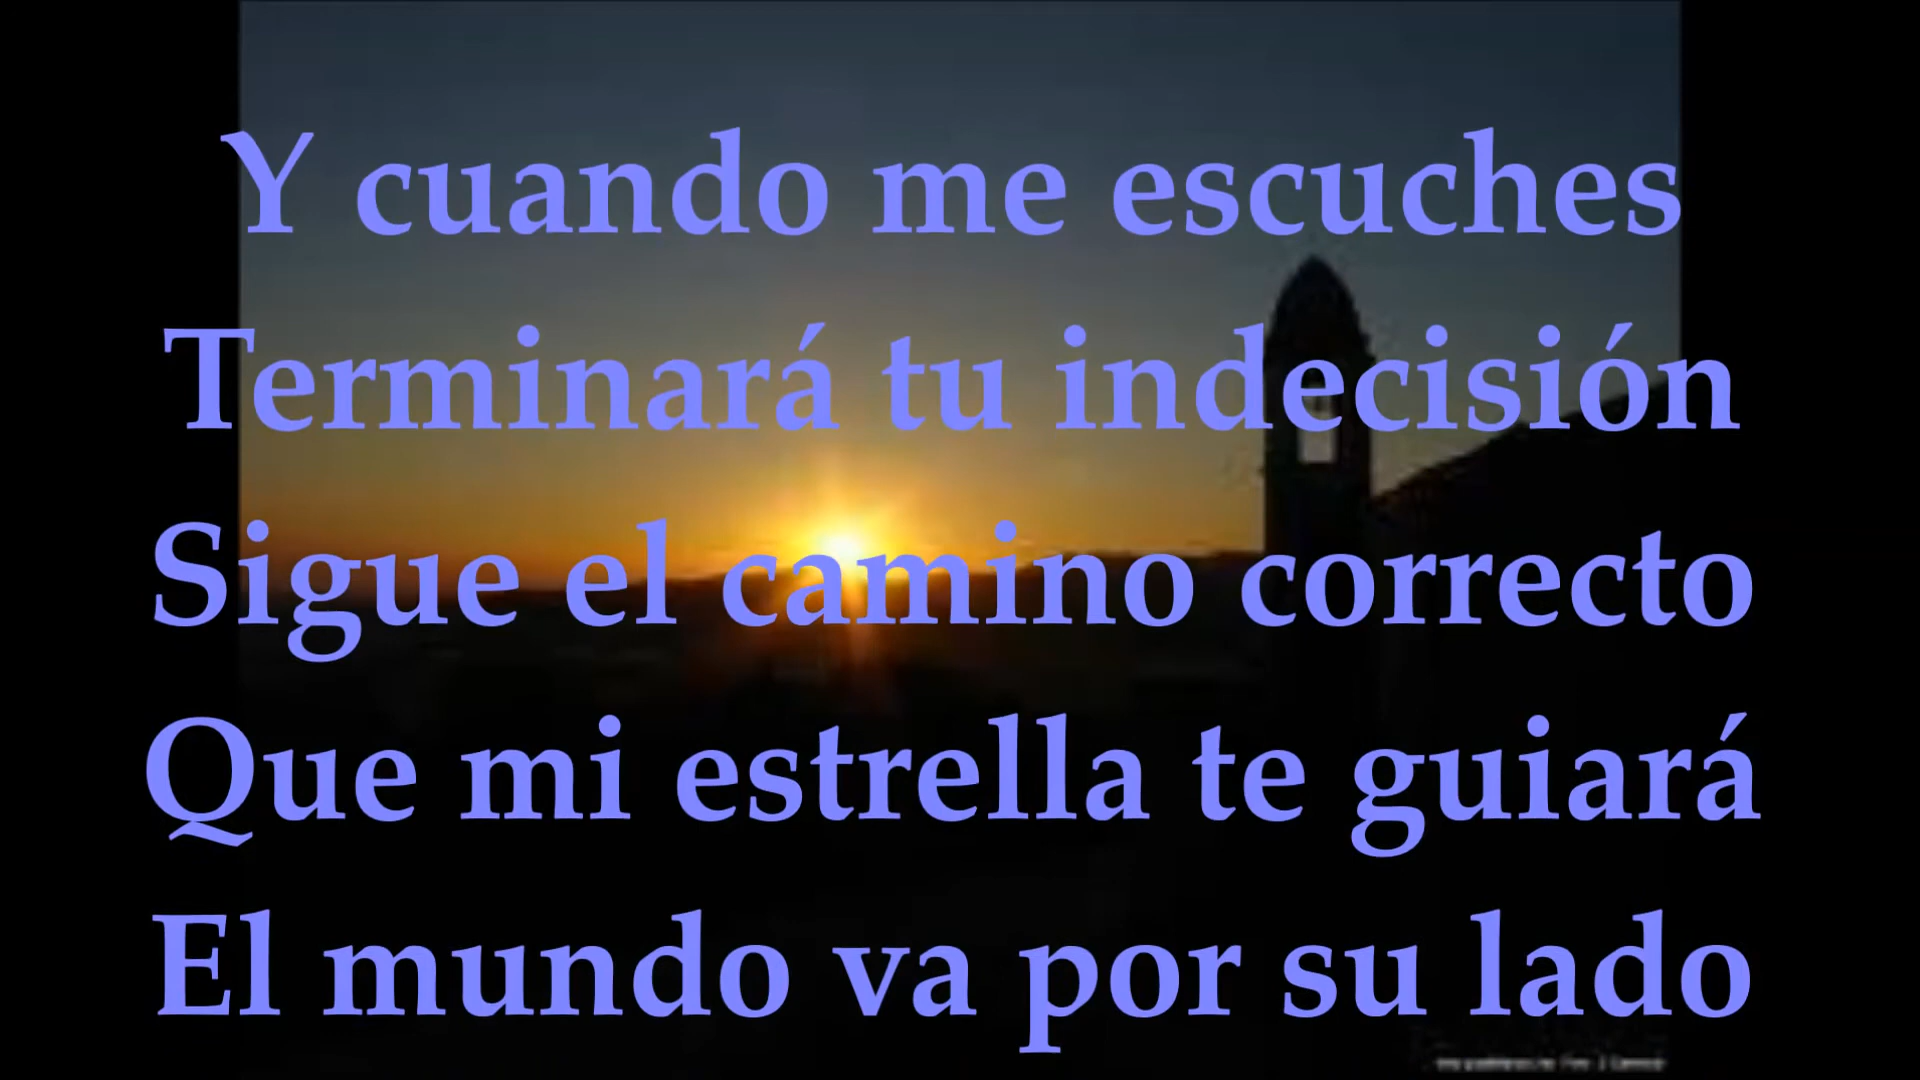 Y cuando me escuches
Terminará tu indecisión
Sigue el camino correcto
Que mi estrella te guiará
El mundo va por su lado